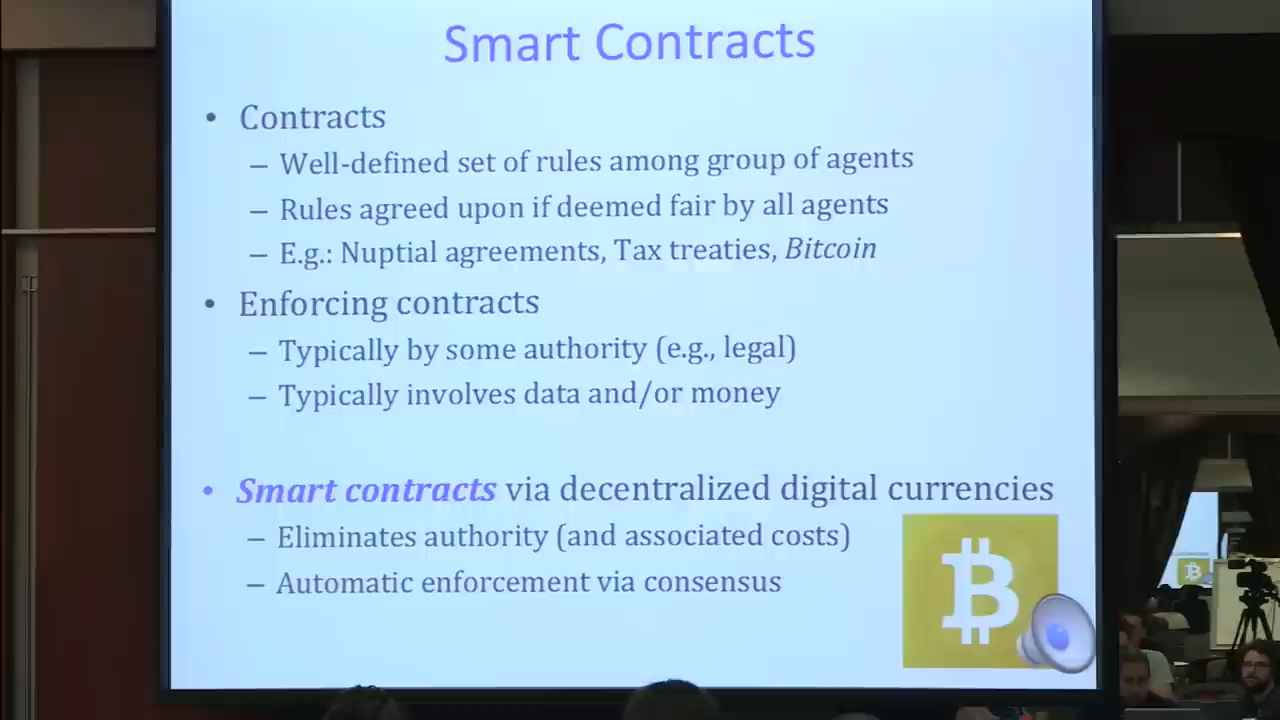 Smart Contracts
• Contracts
– Well-defined set of rules among group of agents
– Rules agreed upon if deemed fair by all agents
– E.g.: Nuptial agreements, Tax treaties, Bitcoin
• Enforcing contracts
– Typically by some authority (e.g., legal)
– Typically involves data and/or money
• Smart contracts via decentralized digital currencies
– Eliminates authority (and associated costs)
– Automatic enforcement via consensus